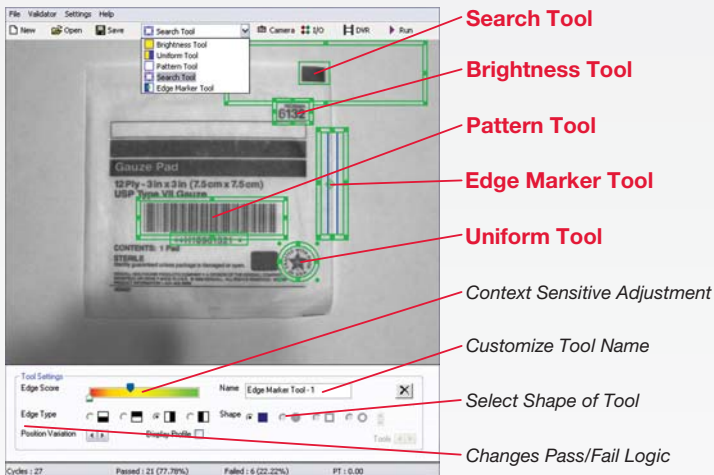 File Validator Settings Help
New Open Save Search Tool Camera I/O DVR Run
Brightness Tool
Uniform Tool
Pattern Tool
Search Tool
Edge Marker Tool
6132
Gauze Pad
12 Ply - 3 in x 3 in (7.5 cm x 7.5 cm)
USP Type VII Gauze
CONTENTS: 1 Pad
STERILE
Search Tool
Brightness Tool
Pattern Tool
Edge Marker Tool
Uniform Tool
Context Sensitive Adjustment
Customize Tool Name
Select Shape of Tool
Changes Pass/Fail Logic
Tool Settings
Edge Score Name Edge Marker Tool-1 X
Edge Type Shape
Position Variation Display Profile Tools
Cycles : 27 Passed : 21 (77.78%) Failed : 6 (22.22%) PT : 0.00